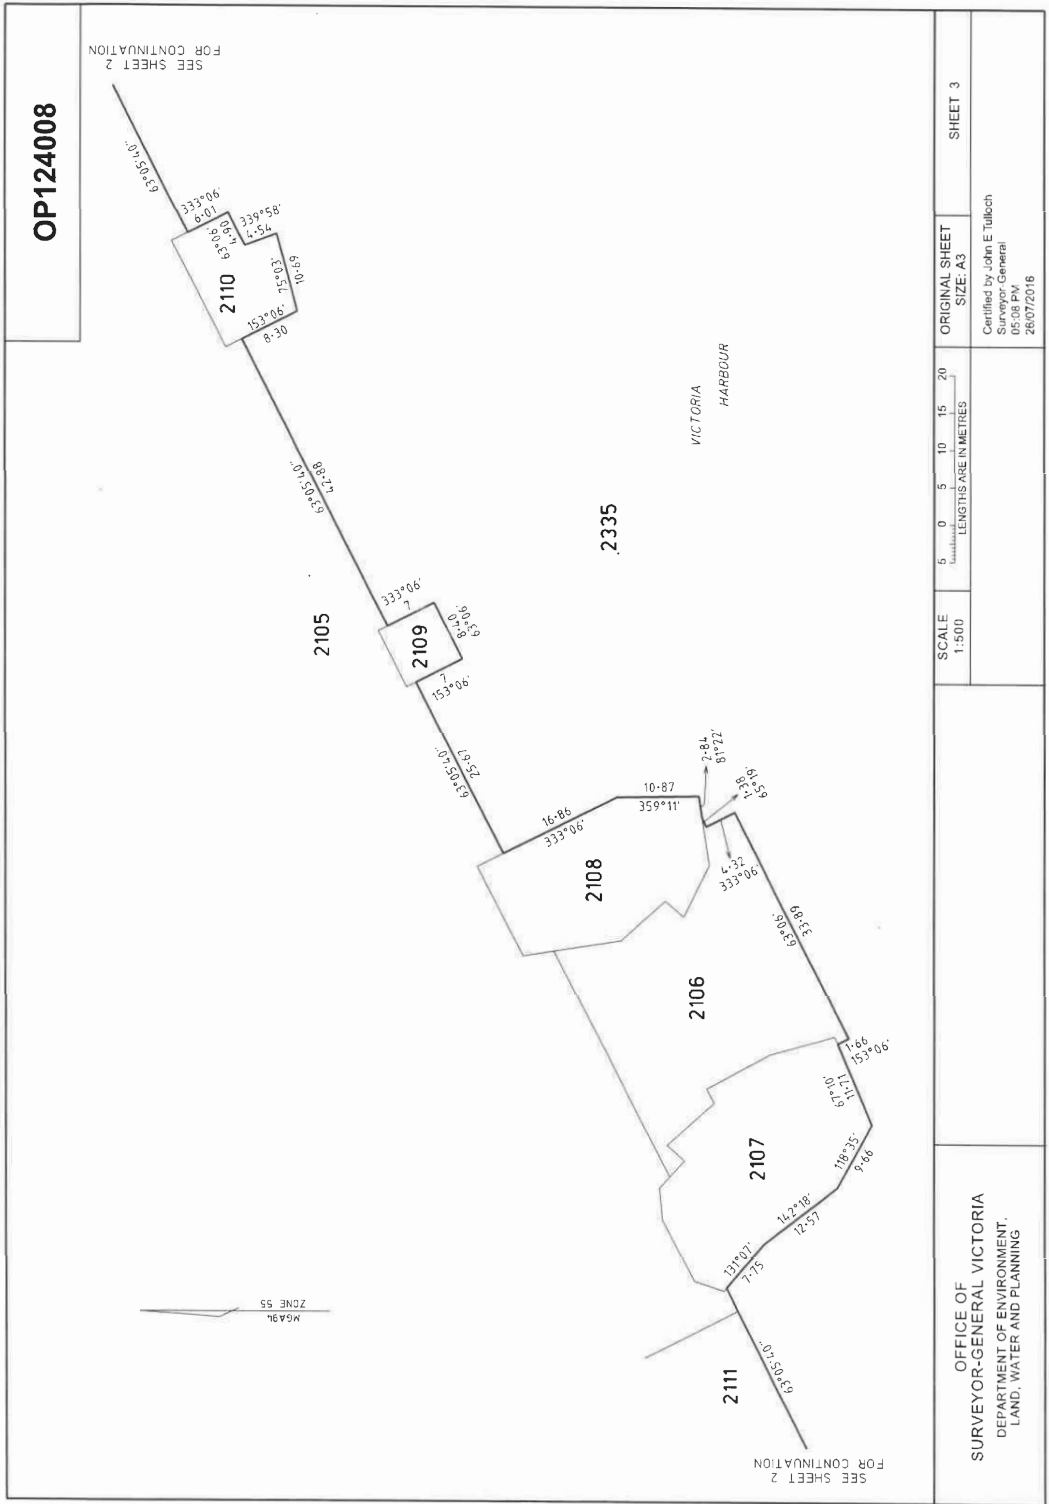 OP124008
SEE SHEET 2
FOR CONTINUATION
63°05'40"
333°06'
6·01
63°06'
4·90
339°58'
4·54
75°03'
10·69
2110
153°06'
8·30
63°05'40"
42·88
2105
VICTORIA
HARBOUR
2335
333°06'
7
2109
8·40
63°06'
7
153°06'
63°05'40"
25·67
16·86
333°06'
10·87
359°11'
2·84
81°22'
1·38
65°19'
4·32
333°06'
2108
63°06'
33·89
2106
1·66
153°06'
67°10'
11·71
2107
118°35'
9·66
142°18'
12·57
131°07'
7·75
MGA94
ZONE 55
2111
63°05'40"
SEE SHEET 2
FOR CONTINUATION
OFFICE OF
SURVEYOR-GENERAL VICTORIA
DEPARTMENT OF ENVIRONMENT,
LAND, WATER AND PLANNING
SCALE
1:500
5 0 5 10 15 20
LENGTHS ARE IN METRES
ORIGINAL SHEET
SIZE: A3
SHEET 3
Certified by John E Tulloch
Surveyor-General
05:08 PM
26/07/2016